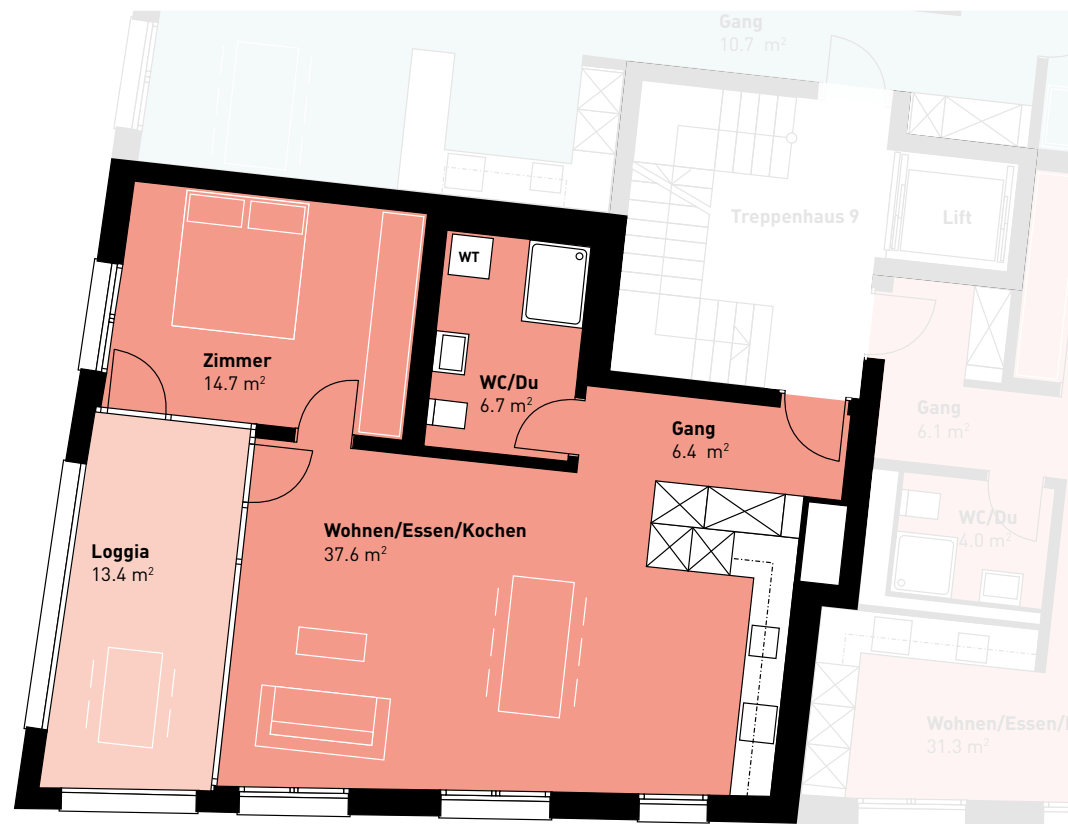 Gang
10.7 m²
Treppenhaus 9
Lift
WT
Zimmer
14.7 m²
WC/Du
6.7 m²
Gang
6.4 m²
Gang
6.1 m²
Wohnen/Essen/Kochen
37.6 m²
Loggia
13.4 m²
WC/Du
4.0 m²
Wohnen/Essen/
31.3 m²